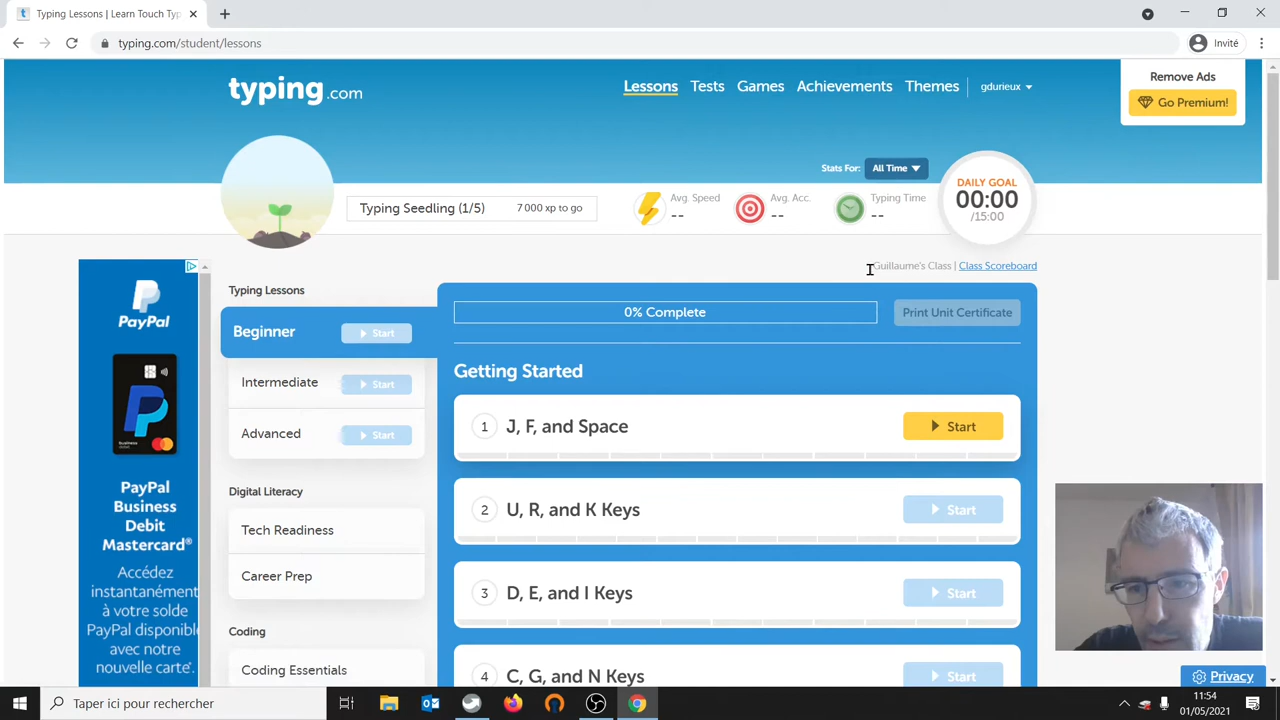 Typing Lessons | Learn Touch Typ
typing.com/student/lessons
Invité
typing.com
Lessons
Tests
Games
Achievements
Themes
gdurieux
Remove Ads
Go Premium!
Stats For:
All Time
Typing Seedling (1/5)
7 000 xp to go
Avg. Speed
--
Avg. Acc.
--
Typing Time
--
DAILY GOAL
00:00
/15:00
Guillaume's Class | Class Scoreboard
PayPal
business
debit
PayPal
Business
Debit
Mastercard®
Accédez
instantanément
à votre solde
PayPal disponible
avec notre
nouvelle carte.
Typing Lessons
Beginner
Start
Intermediate
Start
Advanced
Start
Digital Literacy
Tech Readiness
Career Prep
Coding
Coding Essentials
0% Complete
Print Unit Certificate
Getting Started
1
J, F, and Space
Start
2
U, R, and K Keys
Start
3
D, E, and I Keys
Start
4
C, G, and N Keys
Start
Privacy
Taper ici pour rechercher
11:54
01/05/2021